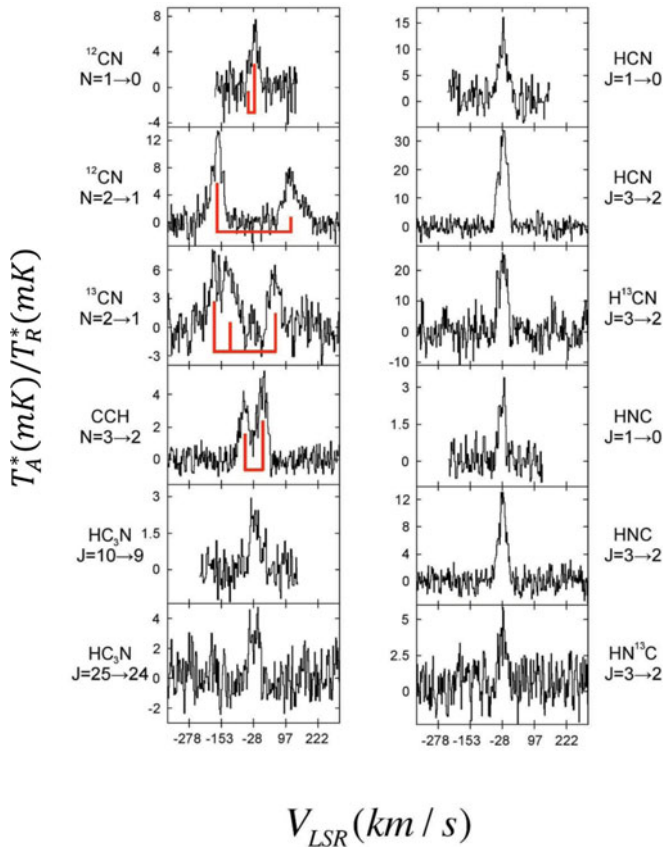 T*A(mK)/T*R(mK)
12CN
N=1→0
8
4
0
-4
12CN
N=2→1
12
8
4
0
13CN
N=2→1
6
3
0
-3
CCH
N=3→2
4
2
0
HC3N
J=10→9
3
1.5
0
HC3N
J=25→24
4
2
0
-2
-278 -153 -28 97 222
HCN
J=1→0
15
10
5
0
HCN
J=3→2
30
20
10
0
H13CN
J=3→2
20
10
0
-10
HNC
J=1→0
3
1.5
0
HNC
J=3→2
12
8
4
0
HN13C
J=3→2
5
2.5
0
-278 -153 -28 97 222
VLSR (km / s)